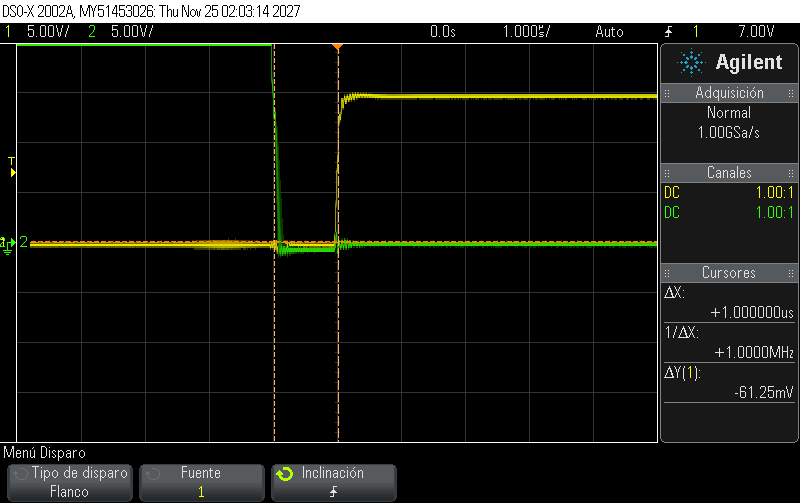 DSO-X 2002A, MY51453026: Thu Nov 25 02:03:14 2027
1 5.00V/ 2 5.00V/ 0.0s 1.000µs/ Auto 1 7.00V
Agilent
Adquisición
Normal
1.00GSa/s
Canales
DC 1.00:1
DC 1.00:1
Cursores
ΔX:
+1.000000us
1/ΔX:
+1.0000MHz
ΔY(1):
-61.25mV
T
2
Menú Disparo
Tipo de disparo
Flanco
Fuente
1
Inclinación